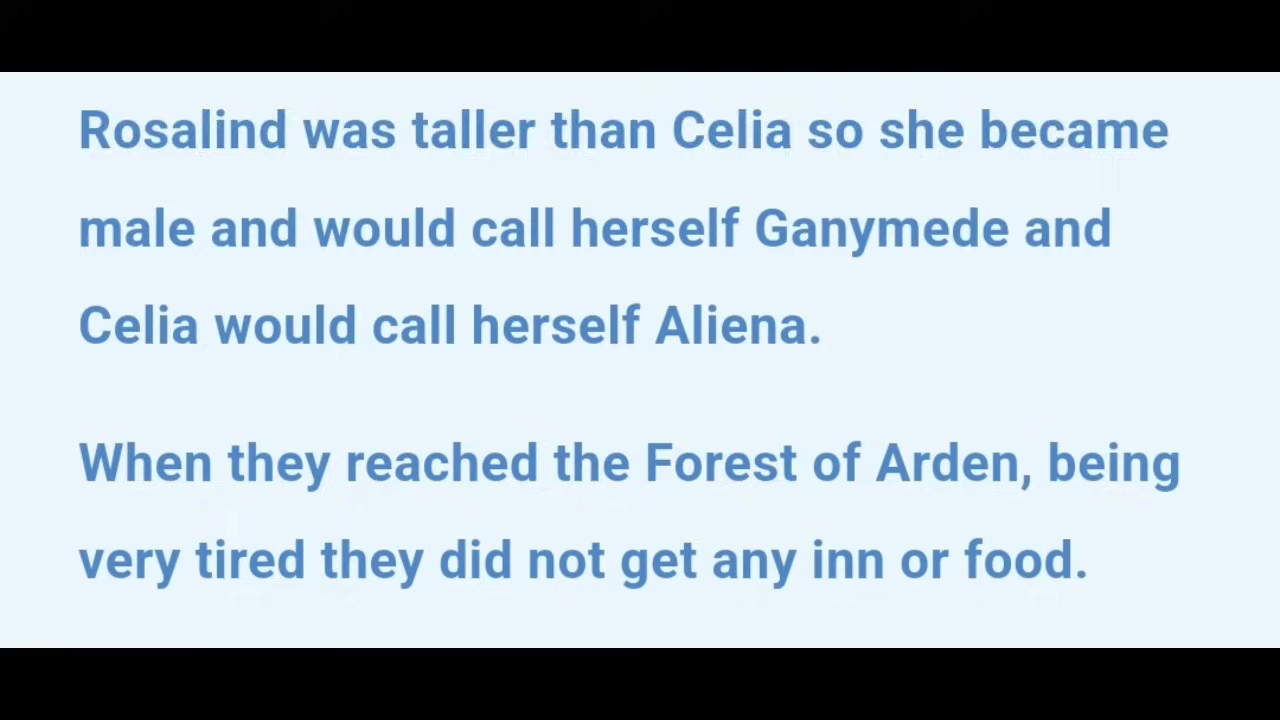 Rosalind was taller than Celia so she became
male and would call herself Ganymede and
Celia would call herself Aliena.
When they reached the Forest of Arden, being
very tired they did not get any inn or food.